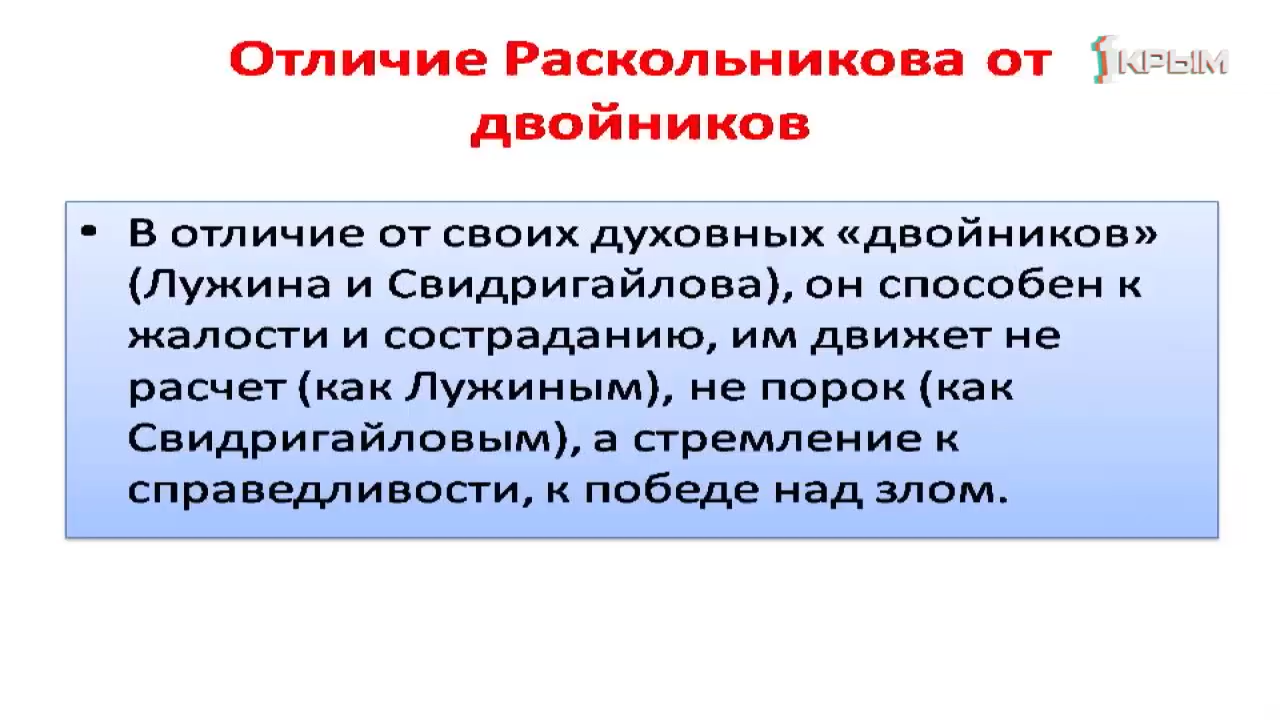 Отличие Раскольникова от
двойников
1КРЫМ
• В отличие от своих духовных «двойников»
(Лужина и Свидригайлова), он способен к
жалости и состраданию, им движет не
расчет (как Лужиным), не порок (как
Свидригайловым), а стремление к
справедливости, к победе над злом.